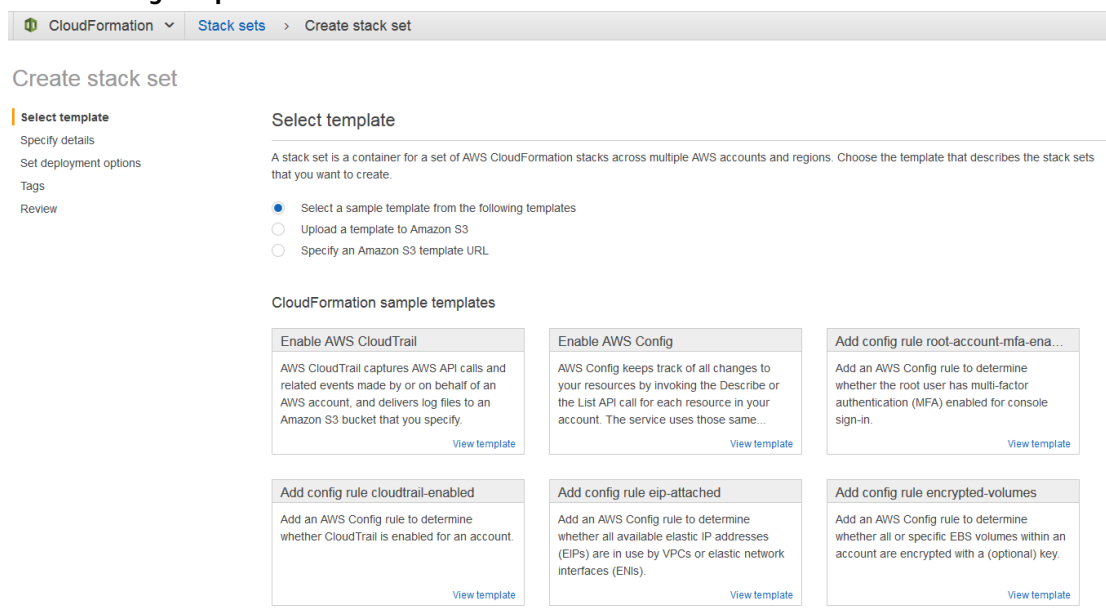 CloudFormation Stack sets > Create stack set
Create stack set
Select template
Specify details
Set deployment options
Tags
Review
Select template
A stack set is a container for a set of AWS CloudFormation stacks across multiple AWS accounts and regions. Choose the template that describes the stack sets
that you want to create.
Select a sample template from the following templates
Upload a template to Amazon S3
Specify an Amazon S3 template URL
CloudFormation sample templates
Enable AWS CloudTrail
AWS CloudTrail captures AWS API calls and
related events made by or on behalf of an
AWS account, and delivers log files to an
Amazon S3 bucket that you specify.
View template
Enable AWS Config
AWS Config keeps track of all changes to
your resources by invoking the Describe or
the List API call for each resource in your
account. The service uses those same...
View template
Add config rule root-account-mfa-ena...
Add an AWS Config rule to determine
whether the root user has multi-factor
authentication (MFA) enabled for console
sign-in.
View template
Add config rule cloudtrail-enabled
Add an AWS Config rule to determine
whether CloudTrail is enabled for an account.
View template
Add config rule eip-attached
Add an AWS Config rule to determine
whether all available elastic IP addresses
(EIPs) are in use by VPCs or elastic network
interfaces (ENIs).
View template
Add config rule encrypted-volumes
Add an AWS Config rule to determine
whether all or specific EBS volumes within an
account are encrypted with a (optional) key.
View template